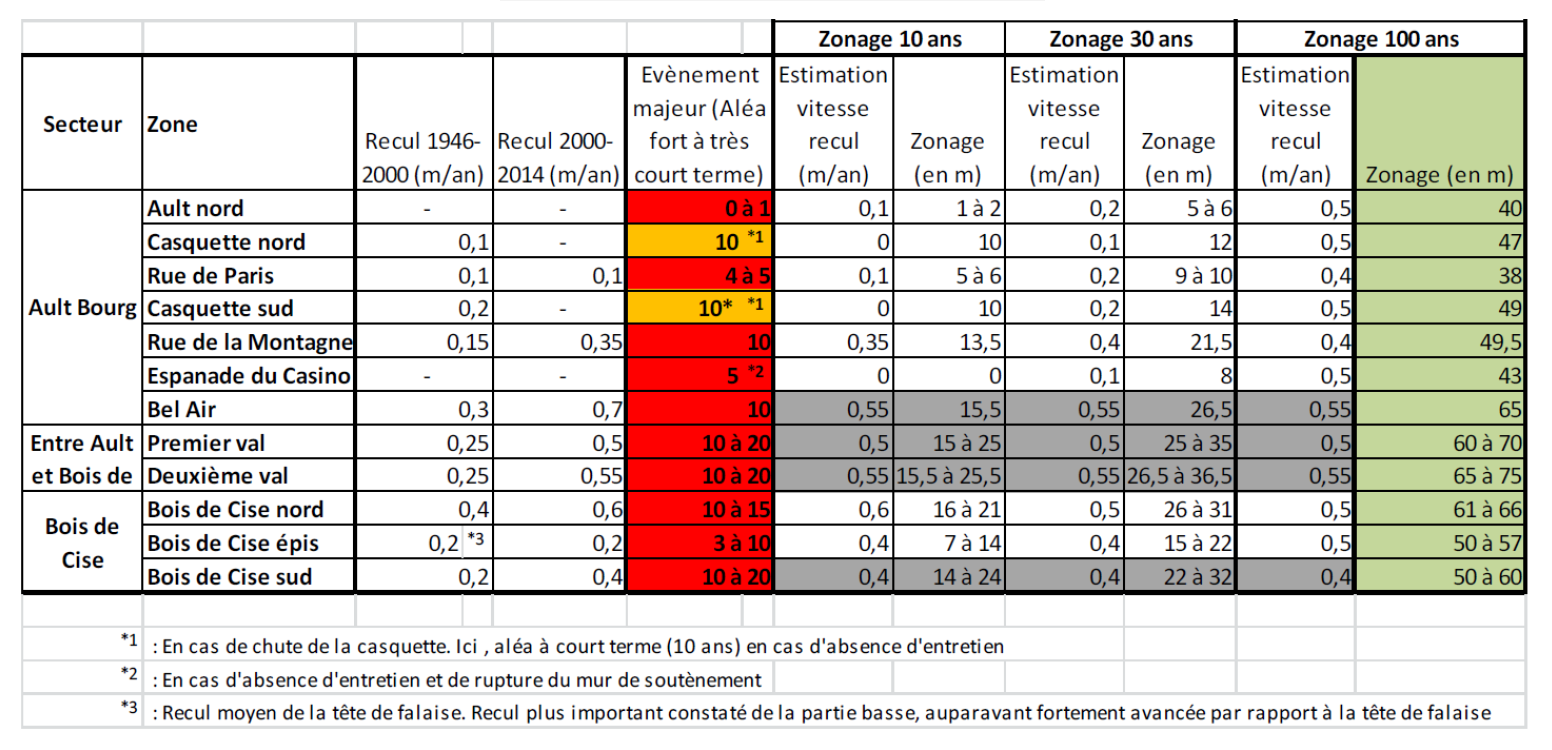 Zonage 10 ans Zonage 30 ans Zonage 100 ans
Secteur Zone Recul 1946-2000 (m/an) Recul 2000-2014 (m/an) Evènement majeur (Aléa fort à très court terme) Estimation vitesse recul (m/an) Zonage (en m) Estimation vitesse recul (m/an) Zonage (en m) Estimation vitesse recul (m/an) Zonage (en m)
Ault Bourg
Ault nord - - 0 à 1 0,1 1 à 2 0,2 5 à 6 0,5 40
Casquette nord 0,1 - 10 *1 0 10 0,1 12 0,5 47
Rue de Paris 0,1 0,1 4 à 5 0,1 5 à 6 0,2 9 à 10 0,4 38
Casquette sud 0,2 - 10* *1 0 10 0,2 14 0,5 49
Rue de la Montagne 0,15 0,35 10 0,35 13,5 0,4 21,5 0,4 49,5
Espanade du Casino - - 5 *2 0 0 0,1 8 0,5 43
Bel Air 0,3 0,7 10 0,55 15,5 0,55 26,5 0,55 65
Entre Ault et Bois de
Premier val 0,25 0,5 10 à 20 0,5 15 à 25 0,5 25 à 35 0,5 60 à 70
Deuxième val 0,25 0,55 10 à 20 0,55 15,5 à 25,5 0,55 26,5 à 36,5 0,55 65 à 75
Bois de Cise
Bois de Cise nord 0,4 0,6 10 à 15 0,6 16 à 21 0,5 26 à 31 0,5 61 à 66
Bois de Cise épis 0,2 *3 0,2 3 à 10 0,4 7 à 14 0,4 15 à 22 0,5 50 à 57
Bois de Cise sud 0,2 0,4 10 à 20 0,4 14 à 24 0,4 22 à 32 0,4 50 à 60
*1 : En cas de chute de la casquette. Ici , aléa à court terme (10 ans) en cas d'absence d'entretien
*2 : En cas d'absence d'entretien et de rupture du mur de soutènement
*3 : Recul moyen de la tête de falaise. Recul plus important constaté de la partie basse, auparavant fortement avancée par rapport à la tête de falaise